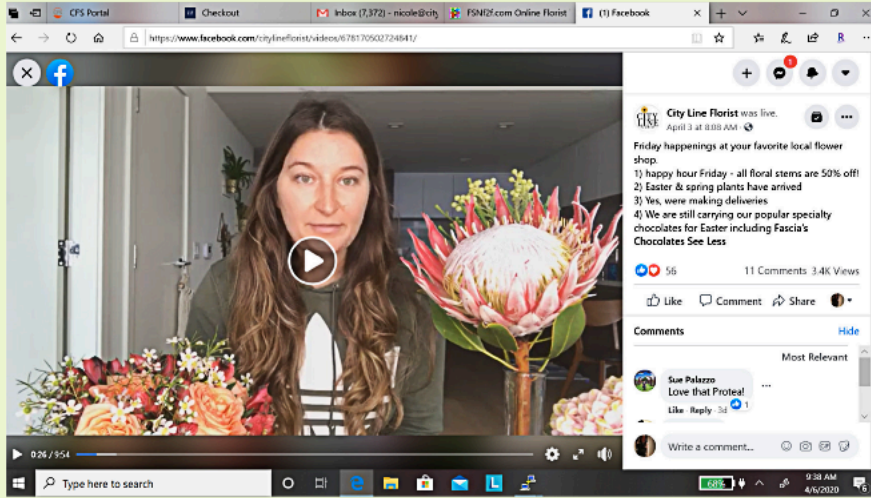 CFS Portal
Checkout
Inbox (7,372) - nicole@city
FSNf2f.com Online Florist
(1) Facebook
https://www.facebook.com/citylineflorist/videos/678170502724841/
1
CITY
LINE
City Line Florist was live.
April 3 at 8:08 AM
Friday happenings at your favorite local flower
shop.
1) happy hour Friday - all floral stems are 50% off!
2) Easter & spring plants have arrived
3) Yes, were making deliveries
4) We are still carrying our popular specialty
chocolates for Easter including Fascia's
Chocolates See Less
56
11 Comments 3.4K Views
Like
Comment
Share
Comments
Hide
Most Relevant
Sue Palazzo
Love that Protea!
Like · Reply · 3d
1
Write a comment...
0:26 / 9:54
Type here to search
68%
9:38 AM
4/6/2020
6